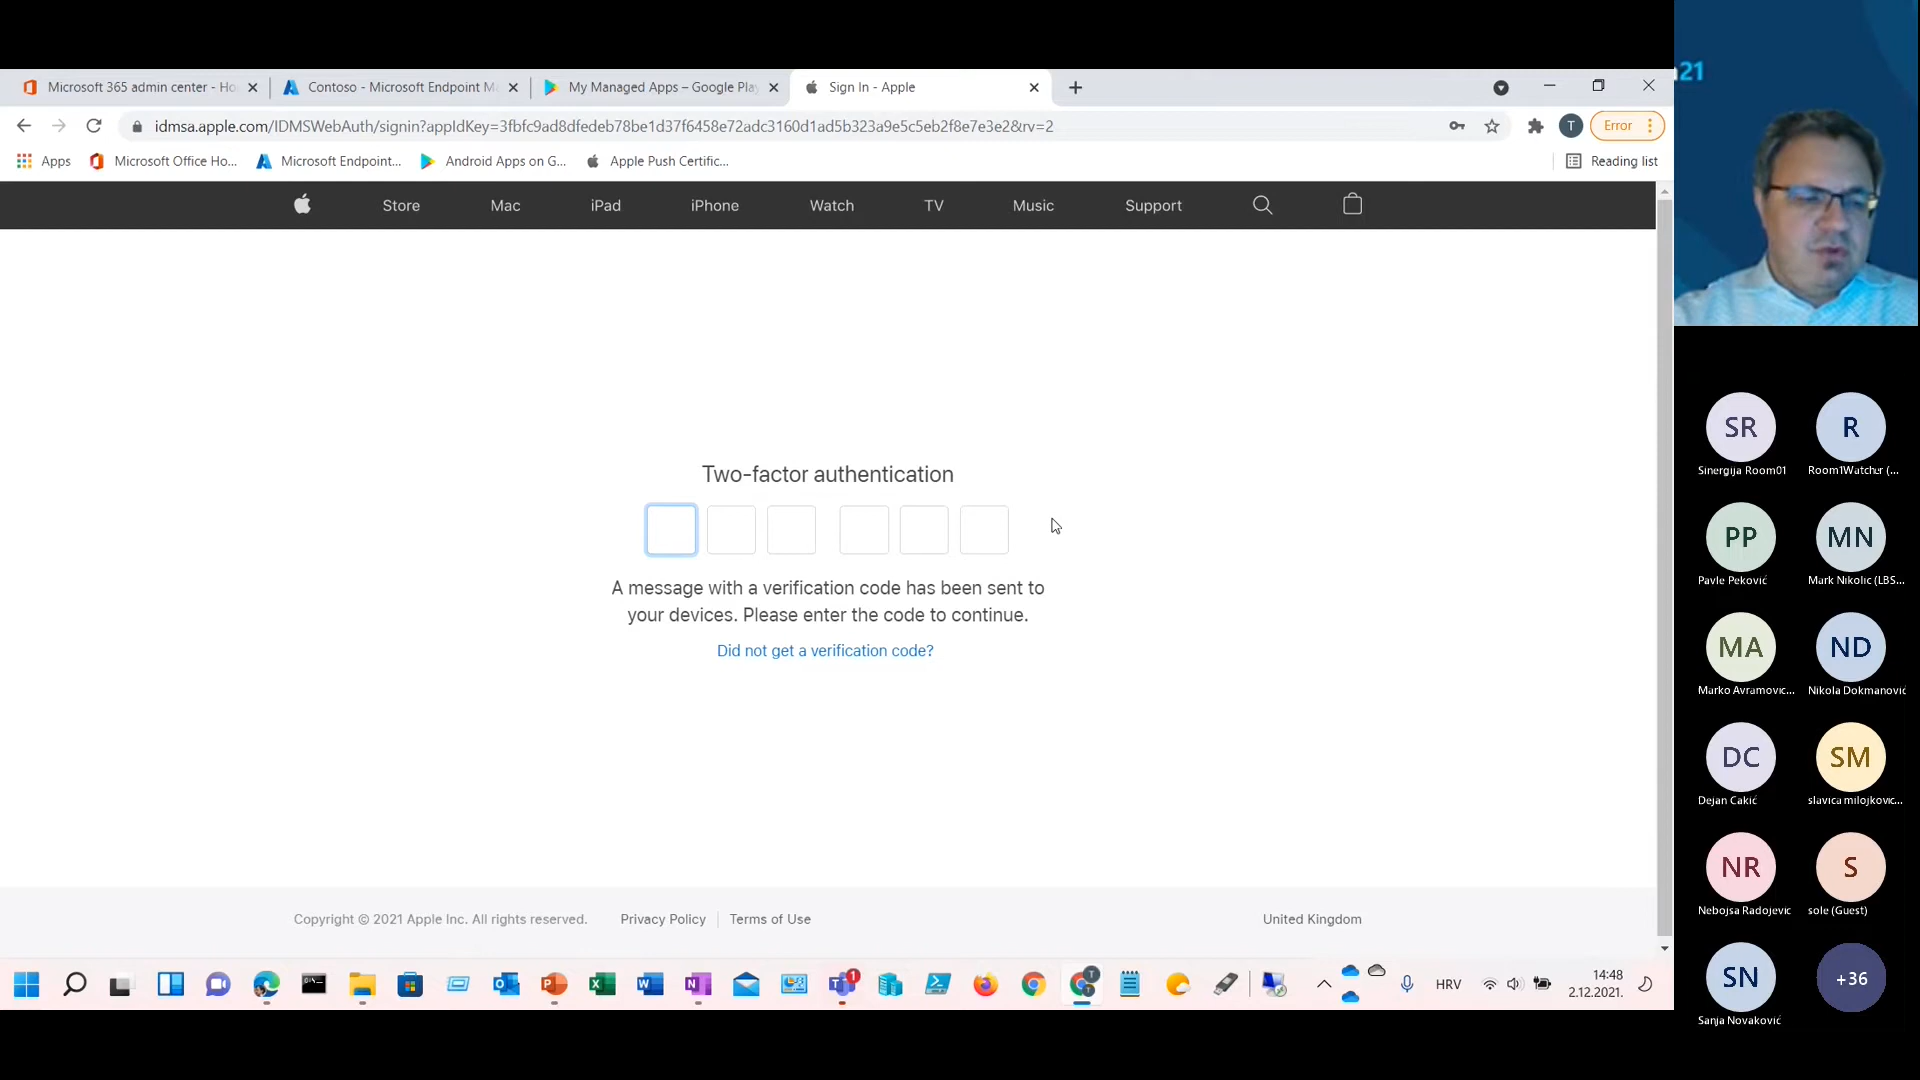 Microsoft 365 admin center - Ho
Contoso - Microsoft Endpoint M
My Managed Apps – Google Play
Sign In - Apple
idmsa.apple.com/IDMSWebAuth/signin?appIdKey=3fbfc9ad8dfedeb78be1d37f6458e72adc3160d1ad5b323a9e5c5eb2f8e7e3e2&rv=2
T
Error
Apps
Microsoft Office Ho...
Microsoft Endpoint...
Android Apps on G...
Apple Push Certific...
Reading list
Store
Mac
iPad
iPhone
Watch
TV
Music
Support
Two-factor authentication
A message with a verification code has been sent to
your devices. Please enter the code to continue.
Did not get a verification code?
Copyright © 2021 Apple Inc. All rights reserved.
Privacy Policy
Terms of Use
United Kingdom
1
T
HRV
14:48
2.12.2021.
21
SR
Sinergija Room01
R
Room1Watcher (...
PP
Pavle Peković
MN
Mark Nikolic (LBS...
MA
Marko Avramovic...
ND
Nikola Dokmanović
DC
Dejan Cakić
SM
slavica milojkovic...
NR
Nebojsa Radojevic
S
sole (Guest)
SN
Sanja Novaković
+36